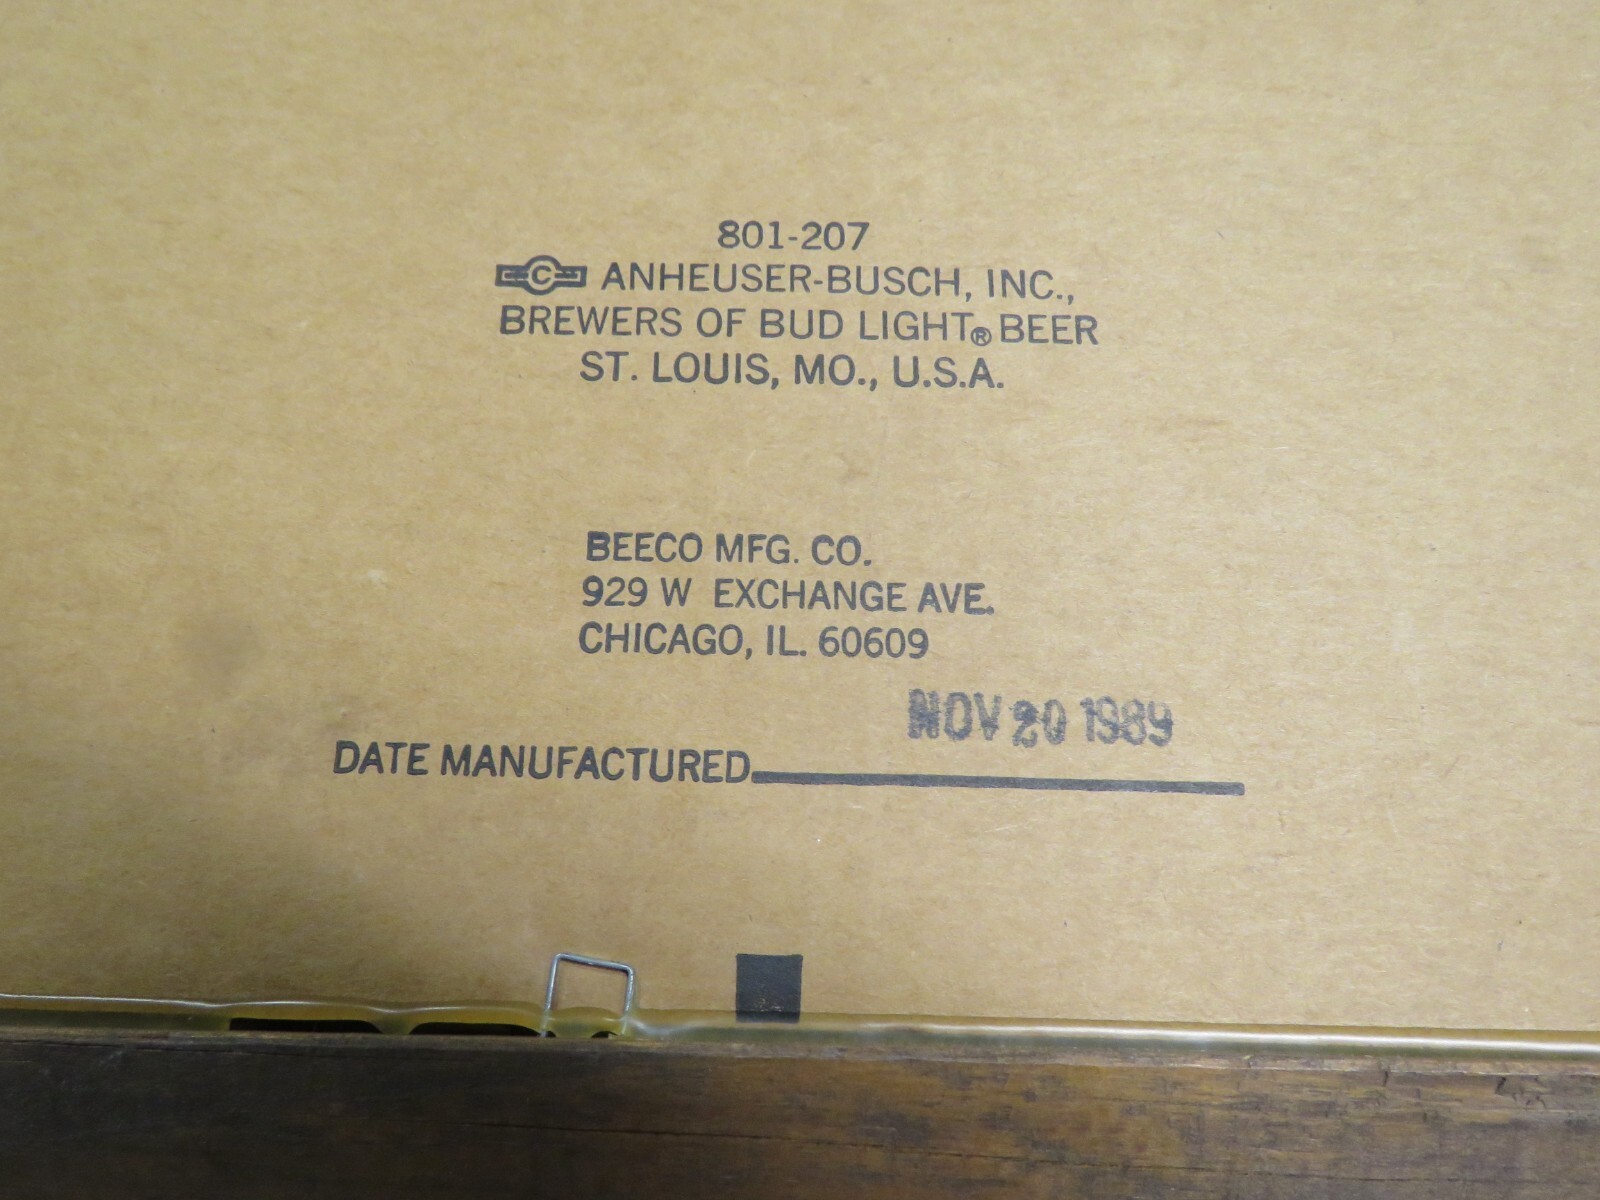 801-207
C ANHEUSER-BUSCH, INC.,
BREWERS OF BUD LIGHT® BEER
ST. LOUIS, MO., U.S.A.
BEECO MFG. CO.
929 W EXCHANGE AVE.
CHICAGO, IL. 60609
NOV 20 1989
DATE MANUFACTURED